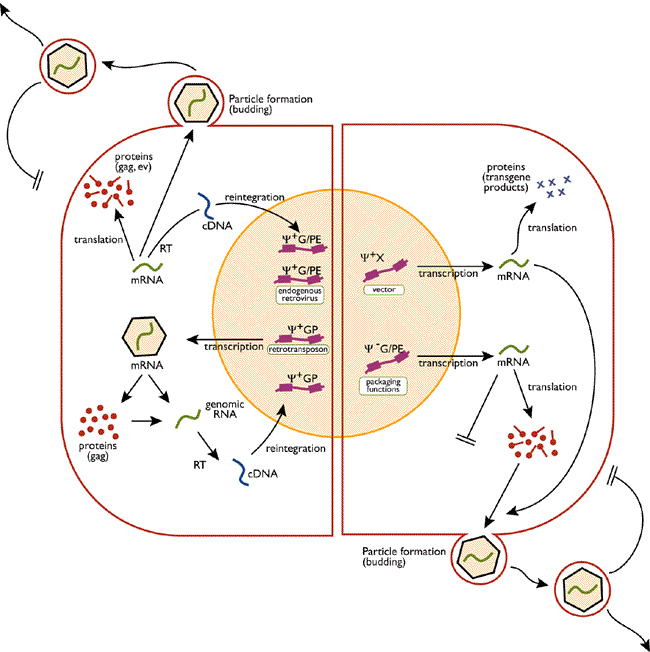 Particle formation
(budding)
proteins
(gag, ev)
reintegration
cDNA
translation
RT
mRNA
Ψ+G/PE
Ψ+G/PE
endogenous
retrovirus
Ψ+GP
retrotransposon
transcription
mRNA
Ψ+GP
genomic
RNA
proteins
(gag)
RT
cDNA
reintegration
proteins
(transgene
products)
translation
Ψ+X
transcription
mRNA
vector
Ψ-G/PE
transcription
mRNA
packaging
functions
translation
Particle formation
(budding)